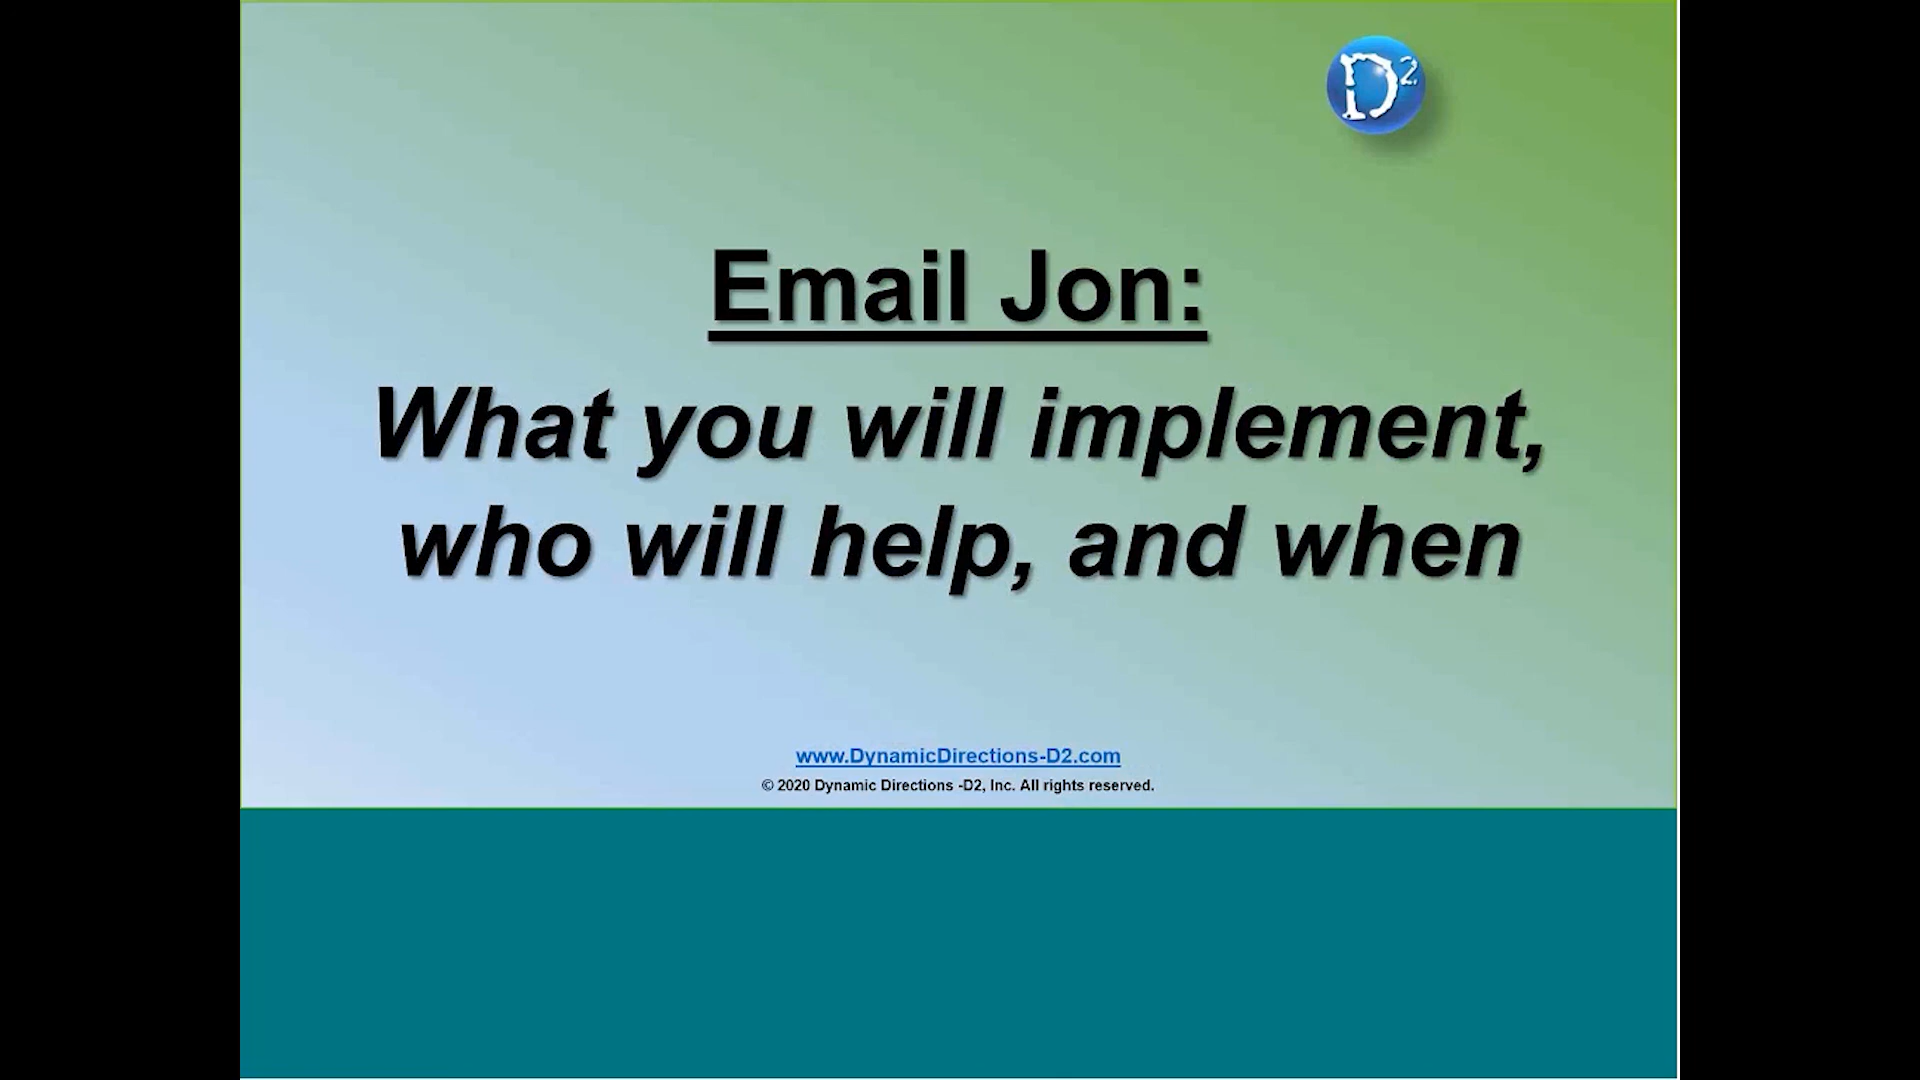 D²
Email Jon:
What you will implement,
who will help, and when
www.DynamicDirections-D2.com
© 2020 Dynamic Directions -D2, Inc. All rights reserved.